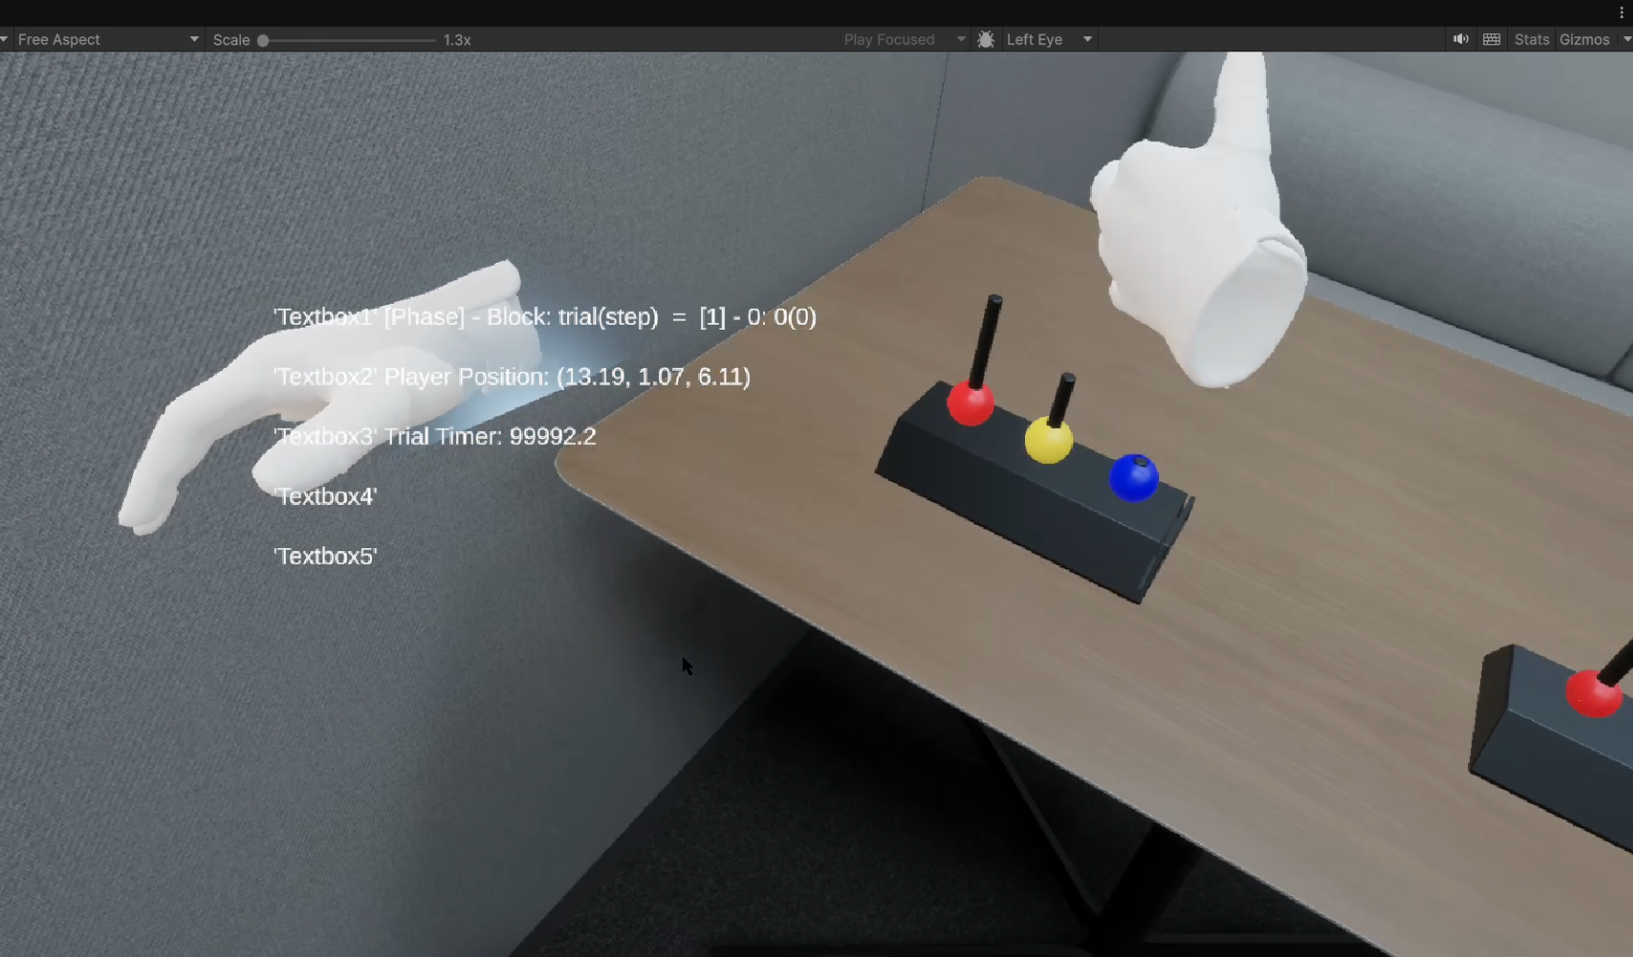 Free Aspect Scale 1.3x Play Focused Left Eye Stats Gizmos
'Textbox1' [Phase] - Block: trial(step) = [1] - 0: 0(0)
'Textbox2' Player Position: (13.19, 1.07, 6.11)
'Textbox3' Trial Timer: 99992.2
'Textbox4'
'Textbox5'